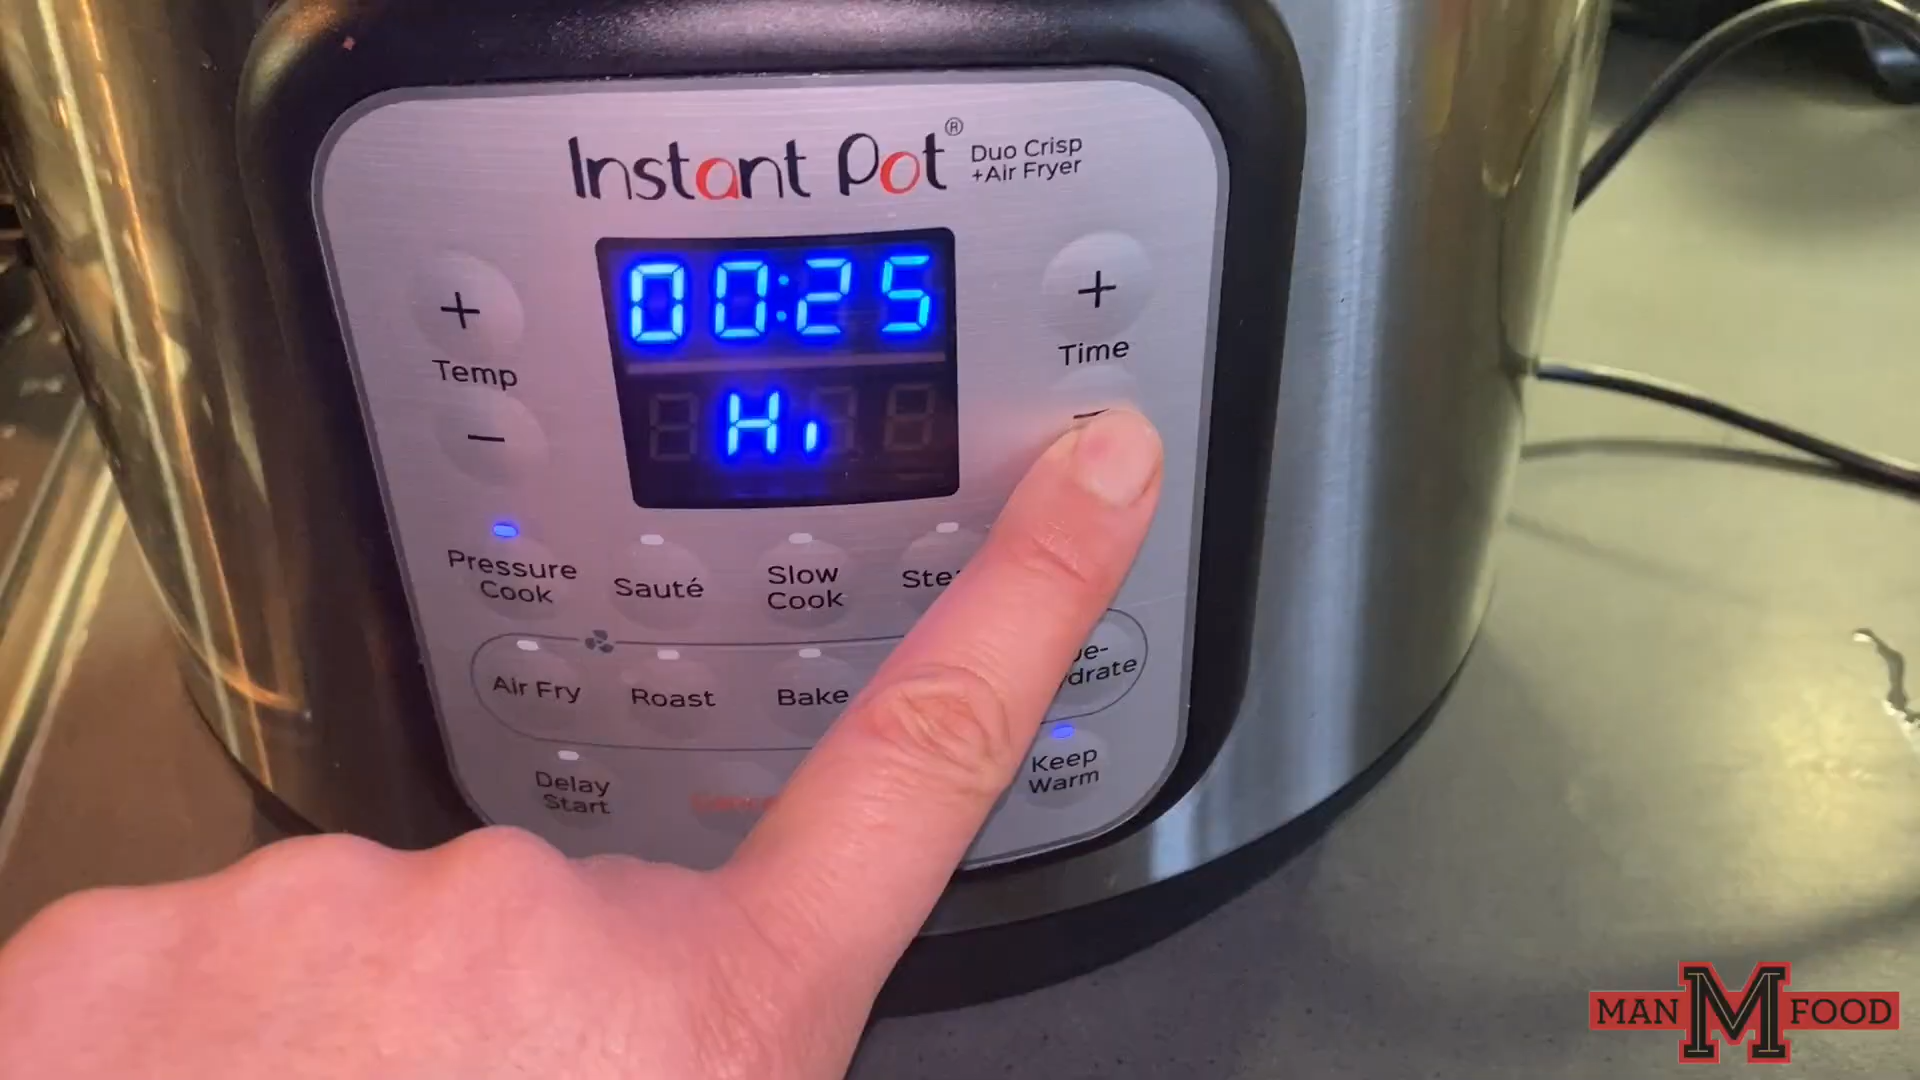 Instant Pot®
Duo Crisp
+Air Fryer
00:25
Hi
+
Temp
−
+
Time
−
Pressure
Cook
Sauté
Slow
Cook
Air Fry
Roast
Bake
Delay
Start
Keep
Warm
MAN M FOOD